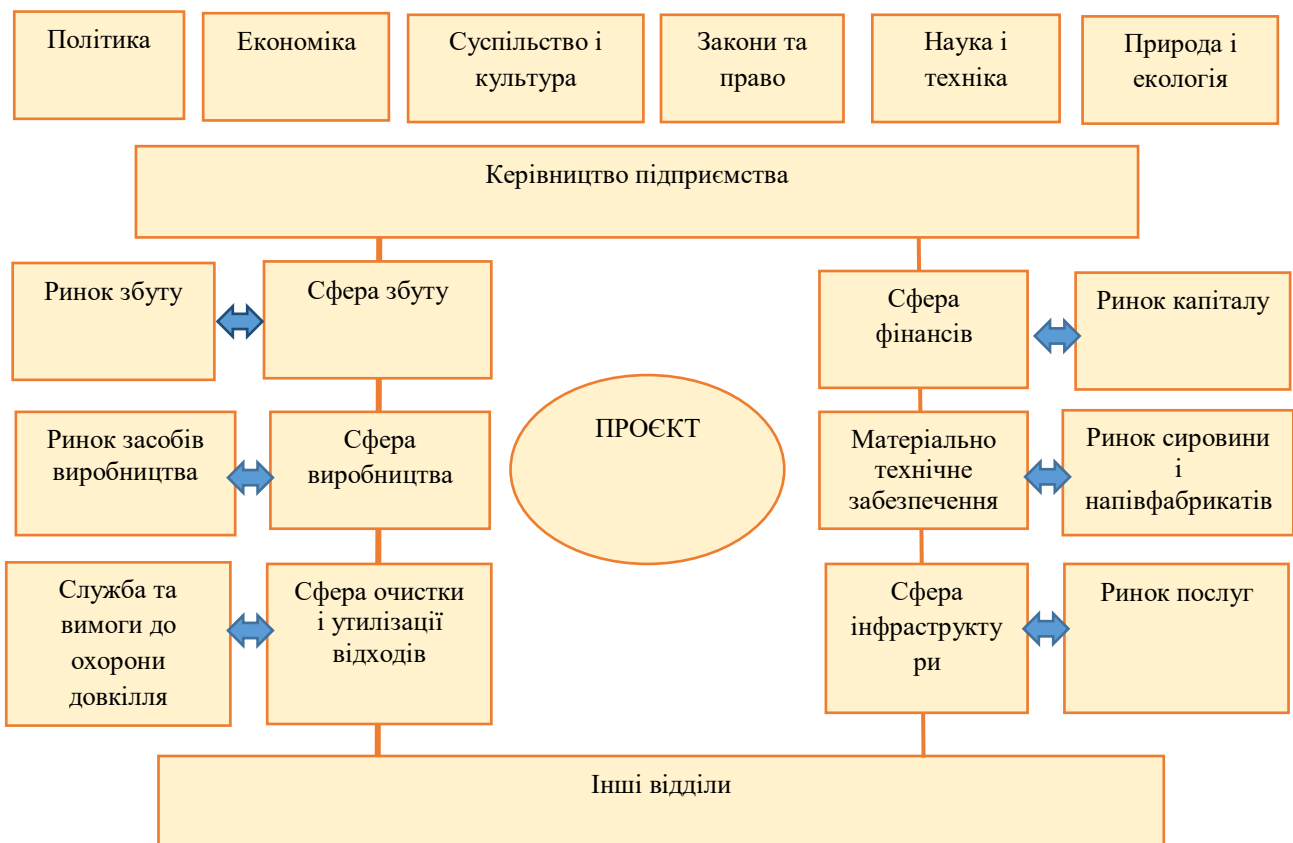 Політика
Економіка
Суспільство і
культура
Закони та
право
Наука і
техніка
Природа і
екологія
Керівництво підприємства
Ринок збуту
Сфера збуту
Сфера
фінансів
Ринок капіталу
Ринок засобів
виробництва
Сфера
виробництва
ПРОЄКТ
Матеріально
технічне
забезпечення
Ринок сировини
і
напівфабрикатів
Служба та
вимоги до
охорони
довкілля
Сфера очистки
і утилізації
відходів
Сфера
інфраструкту
ри
Ринок послуг
Інші відділи